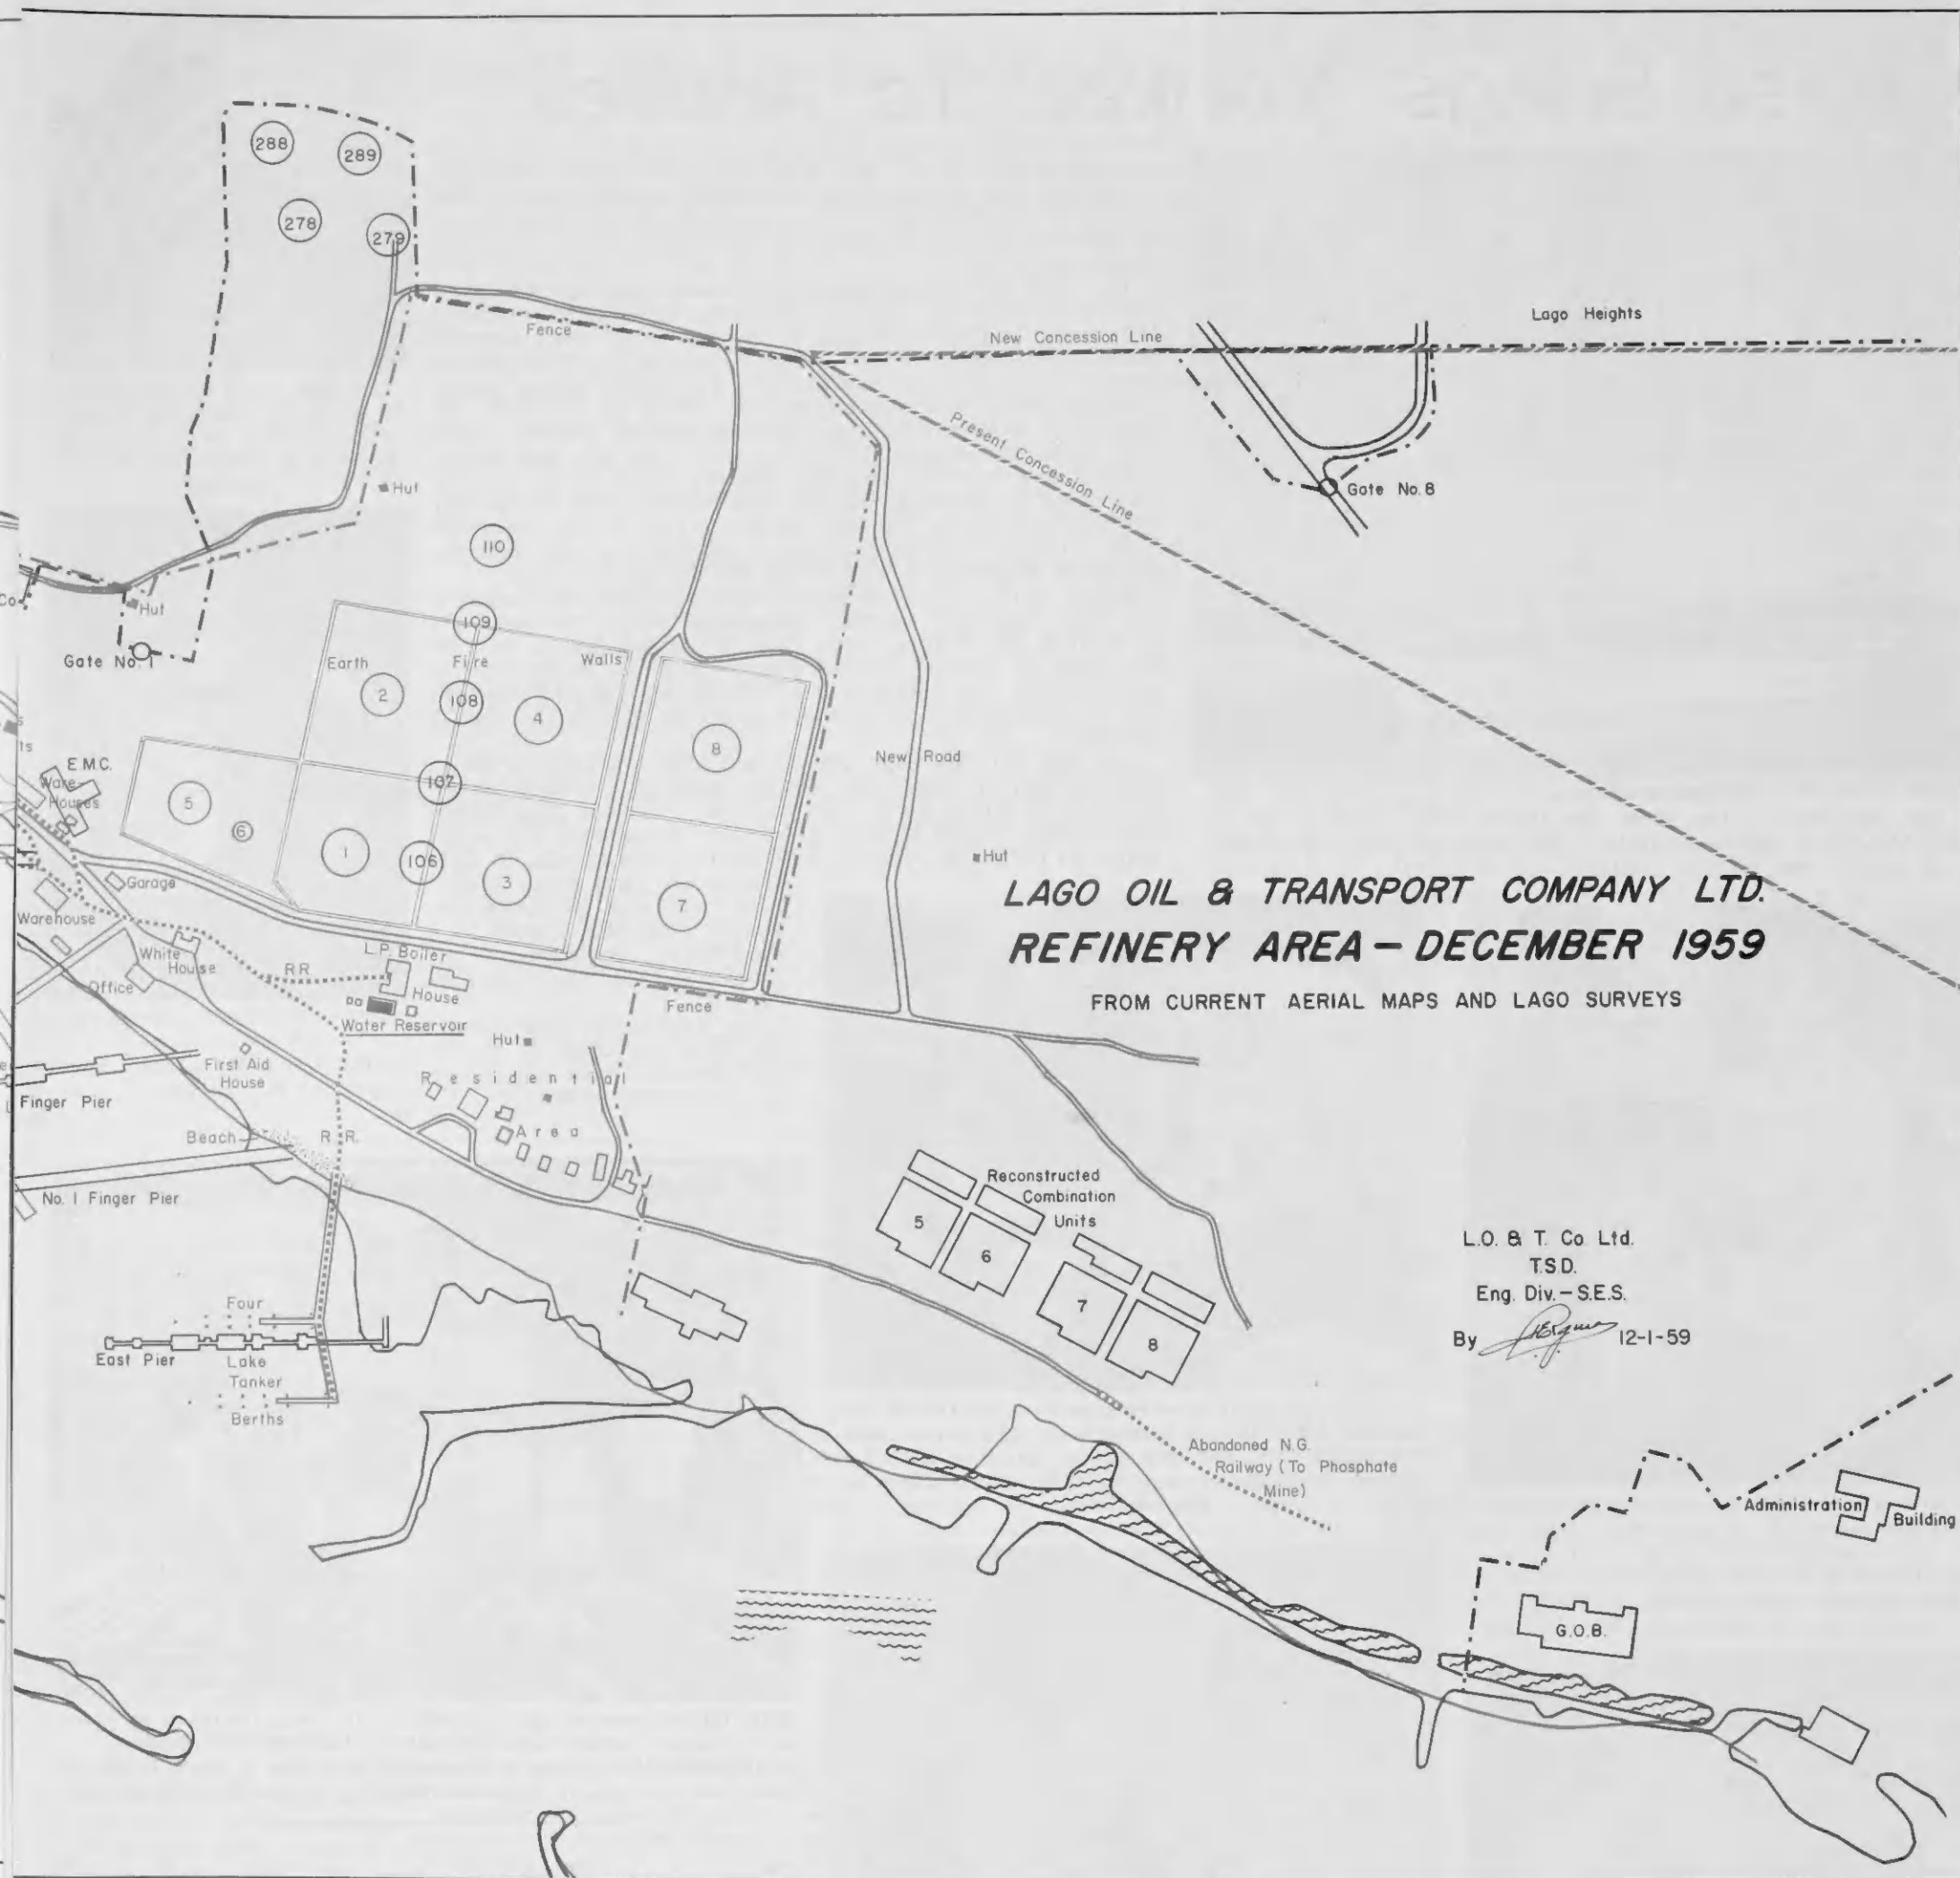 288
289
278
279
Fence
New Concession Line
Lago Heights
Present Concession Line
Gate No. 8
Hut
110
Hut
Co
Gate No. 1
109
Earth Fire Walls
2
108
4
8
New Road
107
E.M.C.
Ware-
Houses
5
6
1
106
3
7
Hut
Garage
Warehouse
White
House
Office
R.R.
L.P. Boiler
House
Water Reservoir
Fence
LAGO OIL & TRANSPORT COMPANY LTD.
REFINERY AREA — DECEMBER 1959
FROM CURRENT AERIAL MAPS AND LAGO SURVEYS
Hut
First Aid
House
Residential
Area
Finger Pier
Beach
R.R.
No. 1 Finger Pier
Reconstructed
Combination
Units
5
6
7
8
L.O. & T. Co Ltd.
T.S.D.
Eng. Div. — S.E.S.
By 12-1-59
Four
East Pier
Lake
Tanker
Berths
Abandoned N.G.
Railway (To Phosphate
Mine)
Administration
Building
G.O.B.